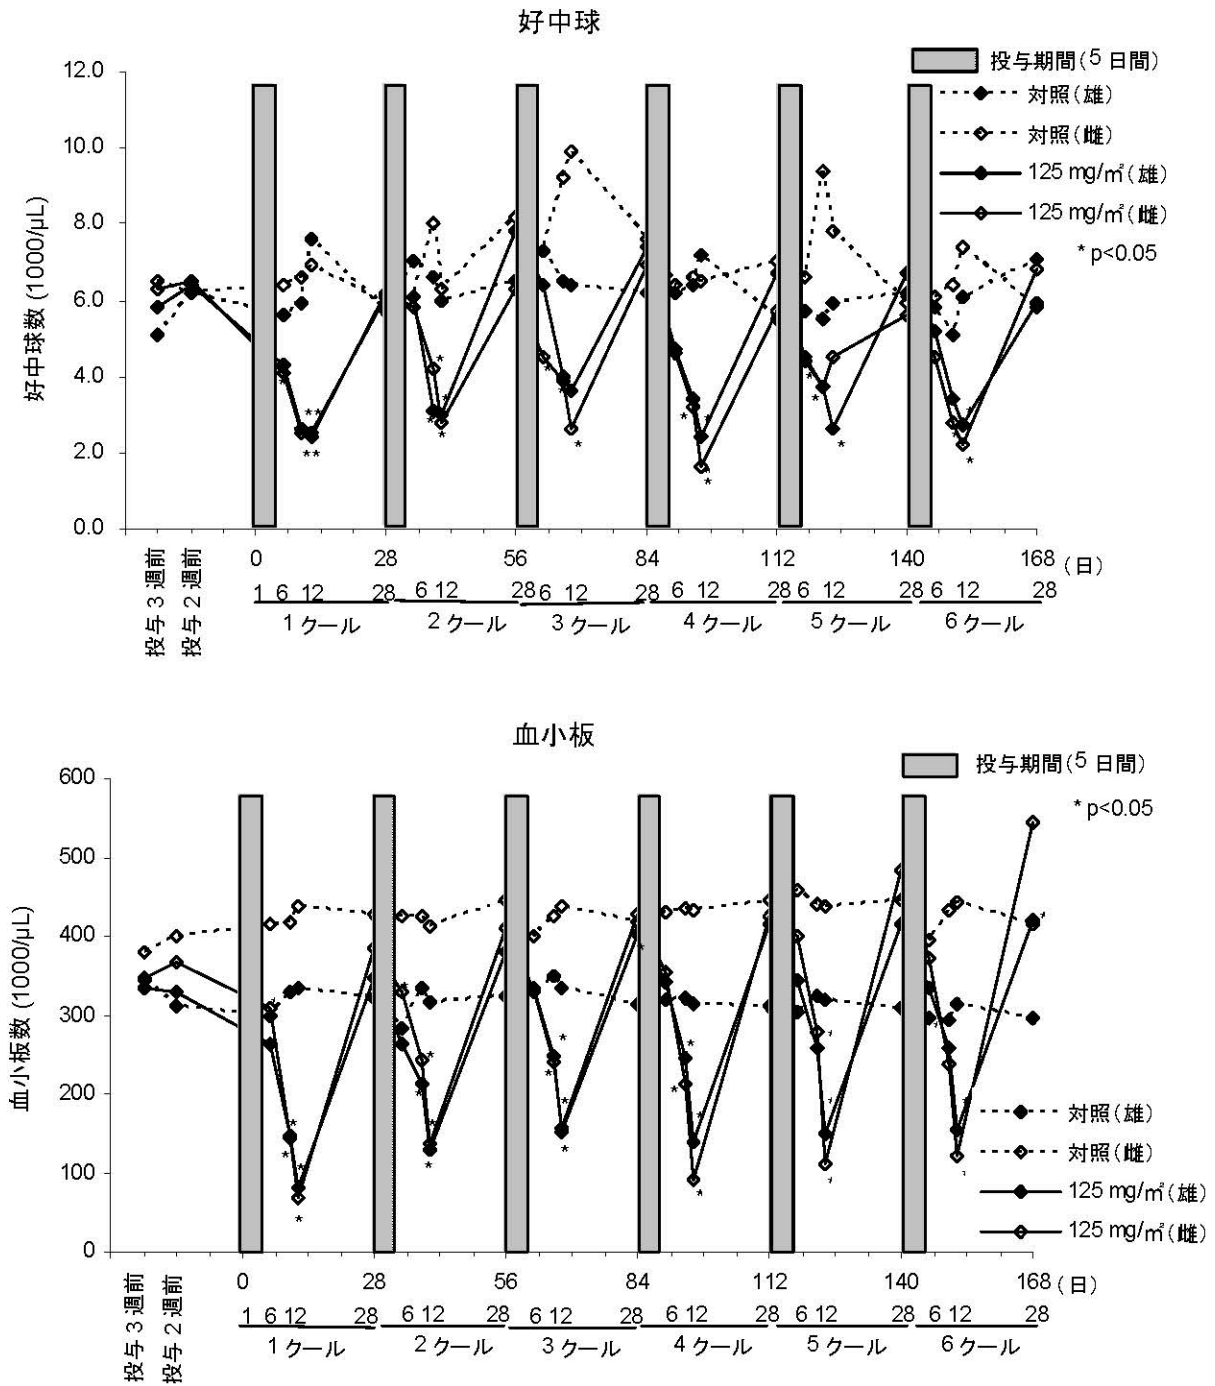 好中球
投与期間(5 日間)
対照(雄)
対照(雌)
125 mg/㎡(雄)
125 mg/㎡(雌)
* p<0.05
好中球数 (1000/μL)
12.0
10.0
8.0
6.0
4.0
2.0
0.0
投与 3 週前
投与 2 週前
0 28 56 84 112 140 168 (日)
1 6 12 28 6 12 28 6 12 28 6 12 28 6 12 28 6 12 28
1 クール 2 クール 3 クール 4 クール 5 クール 6 クール
血小板
投与期間(5 日間)
* p<0.05
血小板数 (1000/μL)
600
500
400
300
200
100
0
対照(雄)
対照(雌)
125 mg/㎡(雄)
125 mg/㎡(雌)
投与 3 週前
投与 2 週前
0 28 56 84 112 140 168 (日)
1 6 12 28 6 12 28 6 12 28 6 12 28 6 12 28 6 12 28
1 クール 2 クール 3 クール 4 クール 5 クール 6 クール